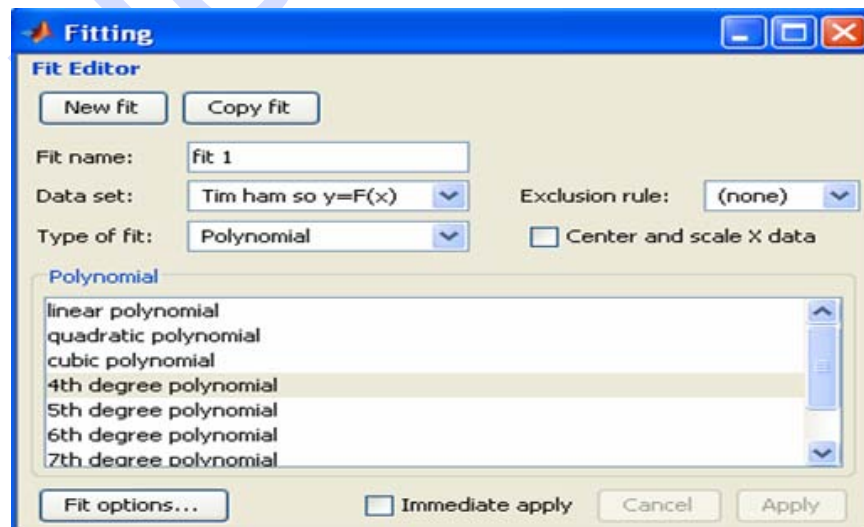 Fitting
Fit Editor
New fit
Copy fit
Fit name:
fit 1
Data set:
Tim ham so y=F(x)
Exclusion rule:
(none)
Type of fit:
Polynomial
Center and scale X data
Polynomial
linear polynomial
quadratic polynomial
cubic polynomial
4th degree polynomial
5th degree polynomial
6th degree polynomial
7th degree polynomial
Fit options...
Immediate apply
Cancel
Apply